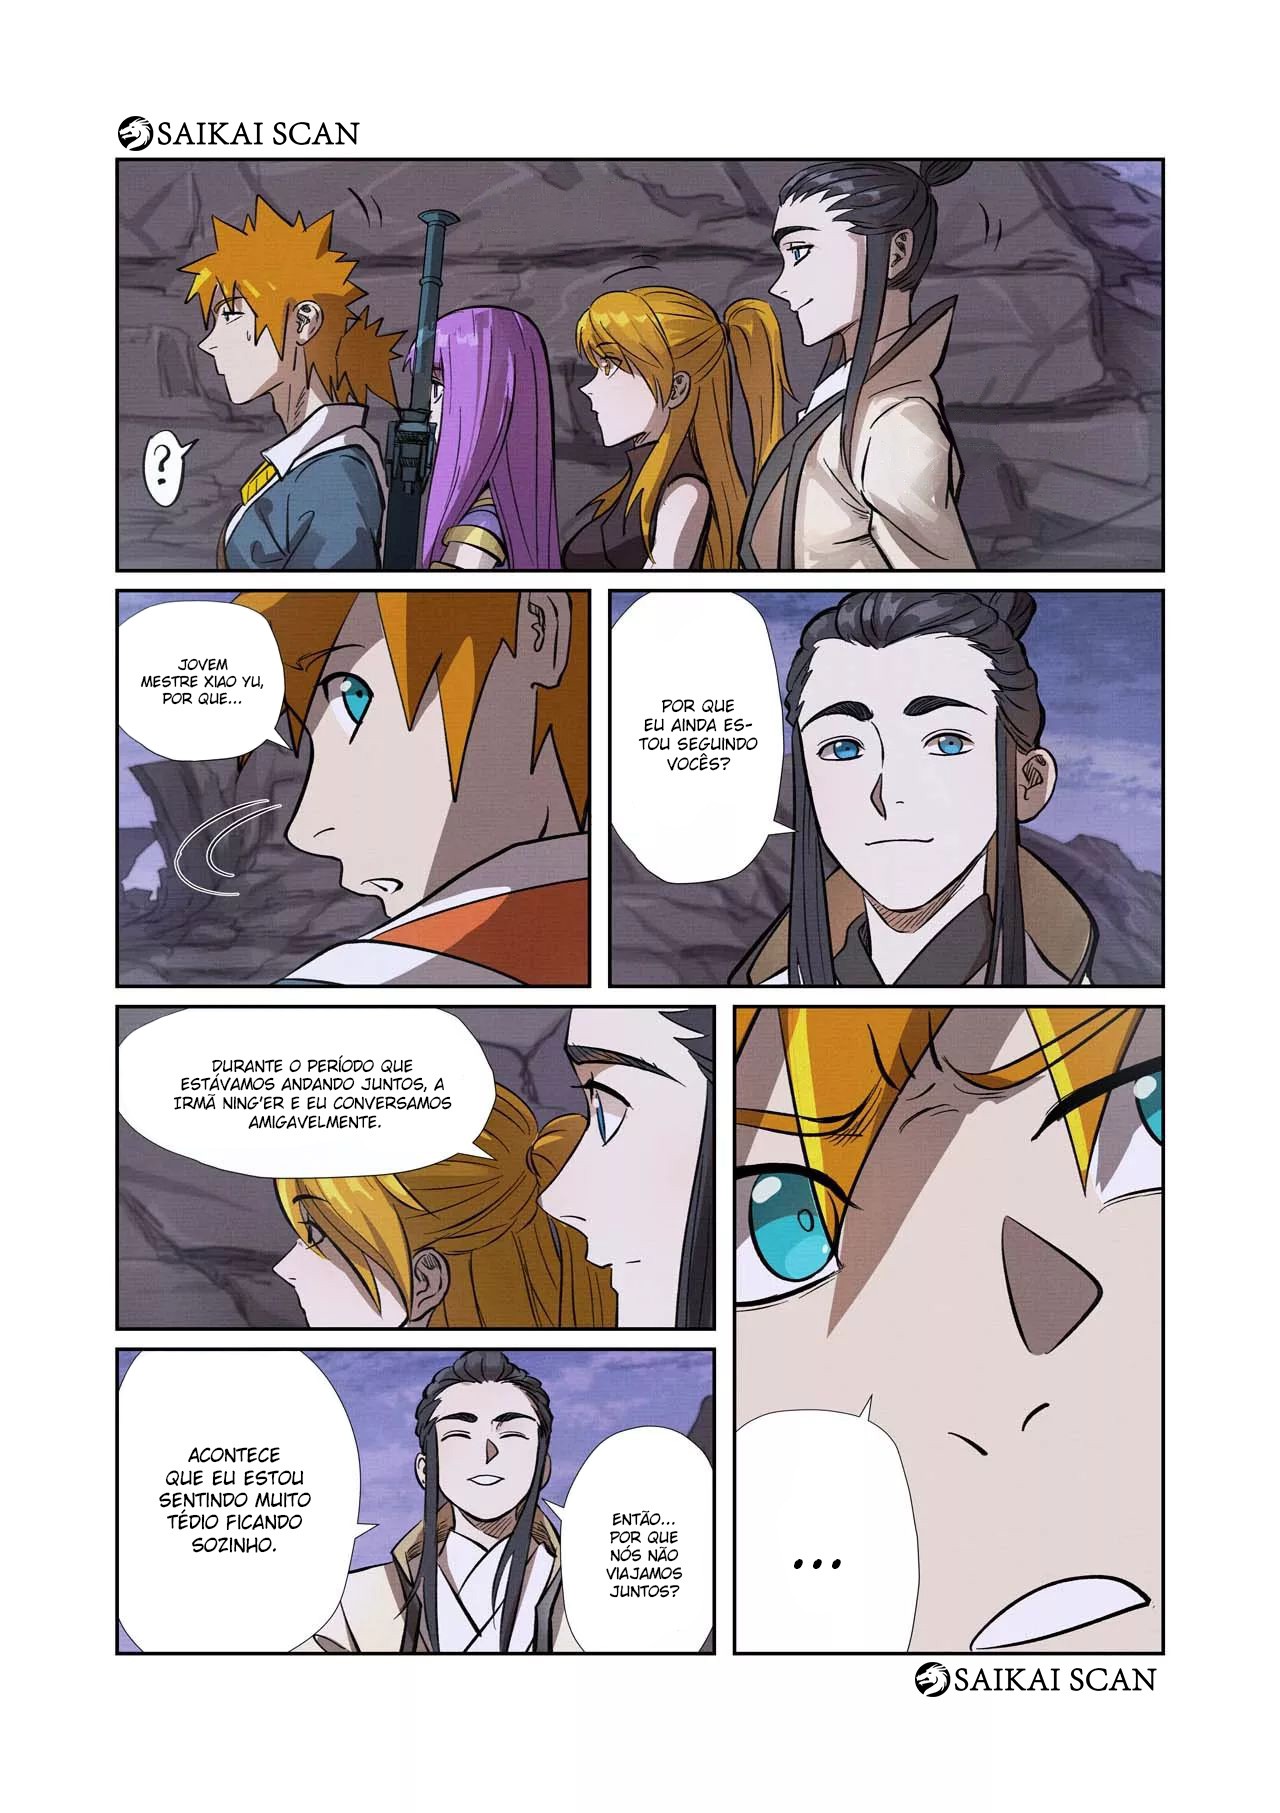 SAIKAI SCAN
?
JOVEM
MESTRE XIAO YU,
POR QUE...
POR QUE
EU AINDA ES-
TOU SEGUINDO
VOCÊS?
DURANTE O PERÍODO QUE
ESTÁVAMOS ANDANDO JUNTOS, A
IRMÃ NING'ER E EU CONVERSAMOS
AMIGAVELMENTE.
ACONTECE
QUE EU ESTOU
SENTINDO MUITO
TÉDIO FICANDO
SOZINHO.
ENTÃO...
POR QUE
NÓS NÃO
VIAJAMOS
JUNTOS?
...
SAIKAI SCAN